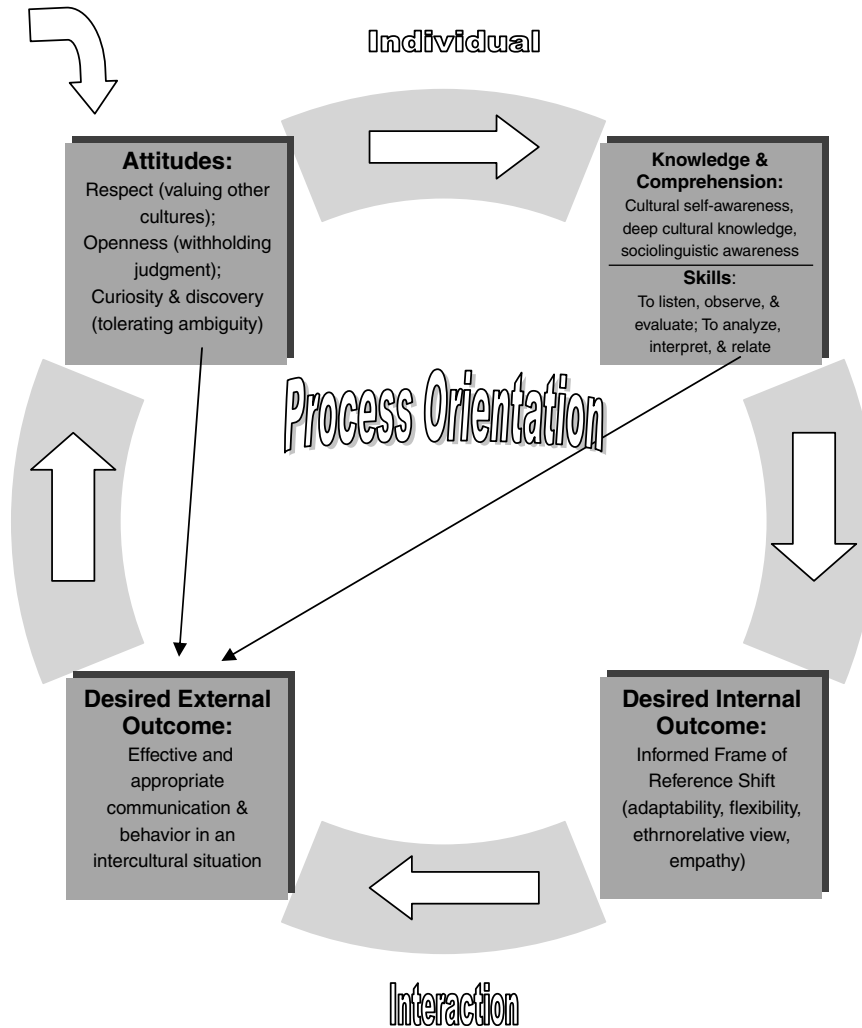 Individual
Attitudes:
Respect (valuing other
cultures);
Openness (withholding
judgment);
Curiosity & discovery
(tolerating ambiguity)
Knowledge &
Comprehension:
Cultural self-awareness,
deep cultural knowledge,
sociolinguistic awareness
Skills:
To listen, observe, &
evaluate; To analyze,
interpret, & relate
Process Orientation
Desired External
Outcome:
Effective and
appropriate
communication &
behavior in an
intercultural situation
Desired Internal
Outcome:
Informed Frame of
Reference Shift
(adaptability, flexibility,
ethrnorelative view,
empathy)
Interaction